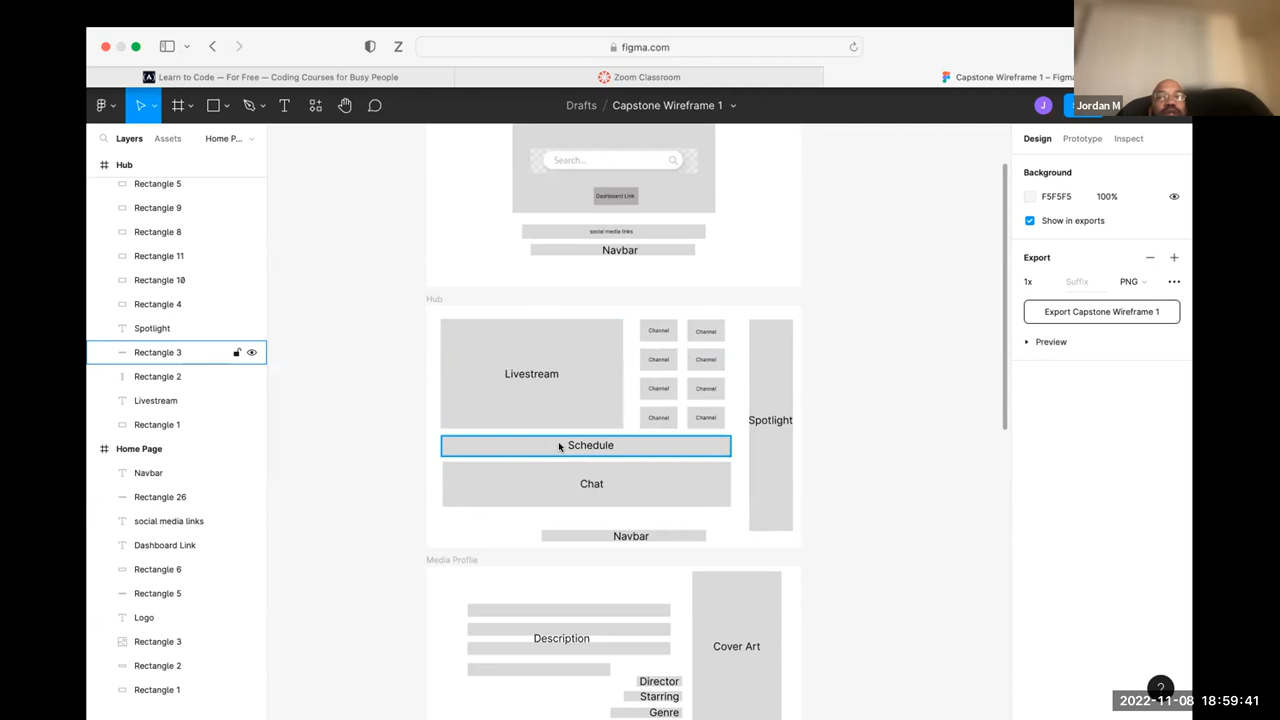 figma.com
Learn to Code — For Free — Coding Courses for Busy People
Zoom Classroom
Capstone Wireframe 1 – Figma
Jordan M
Drafts / Capstone Wireframe 1
J
Layers
Assets
Home P...
Design
Prototype
Inspect
Hub
Rectangle 5
Rectangle 9
Rectangle 8
Rectangle 11
Rectangle 10
Rectangle 4
Spotlight
Rectangle 3
Rectangle 2
Livestream
Rectangle 1
Home Page
Navbar
Rectangle 26
social media links
Dashboard Link
Rectangle 6
Rectangle 5
Logo
Rectangle 3
Rectangle 2
Rectangle 1
Search...
Dashboard Link
social media links
Navbar
Hub
Livestream
Channel Channel
Channel Channel
Channel Channel
Channel Channel
Spotlight
Schedule
Chat
Navbar
Media Profile
Description
Cover Art
Director
Starring
Genre
Background
F5F5F5 100%
Show in exports
Export
1x Suffix PNG
Export Capstone Wireframe 1
Preview
?
2022-11-08 18:59:41